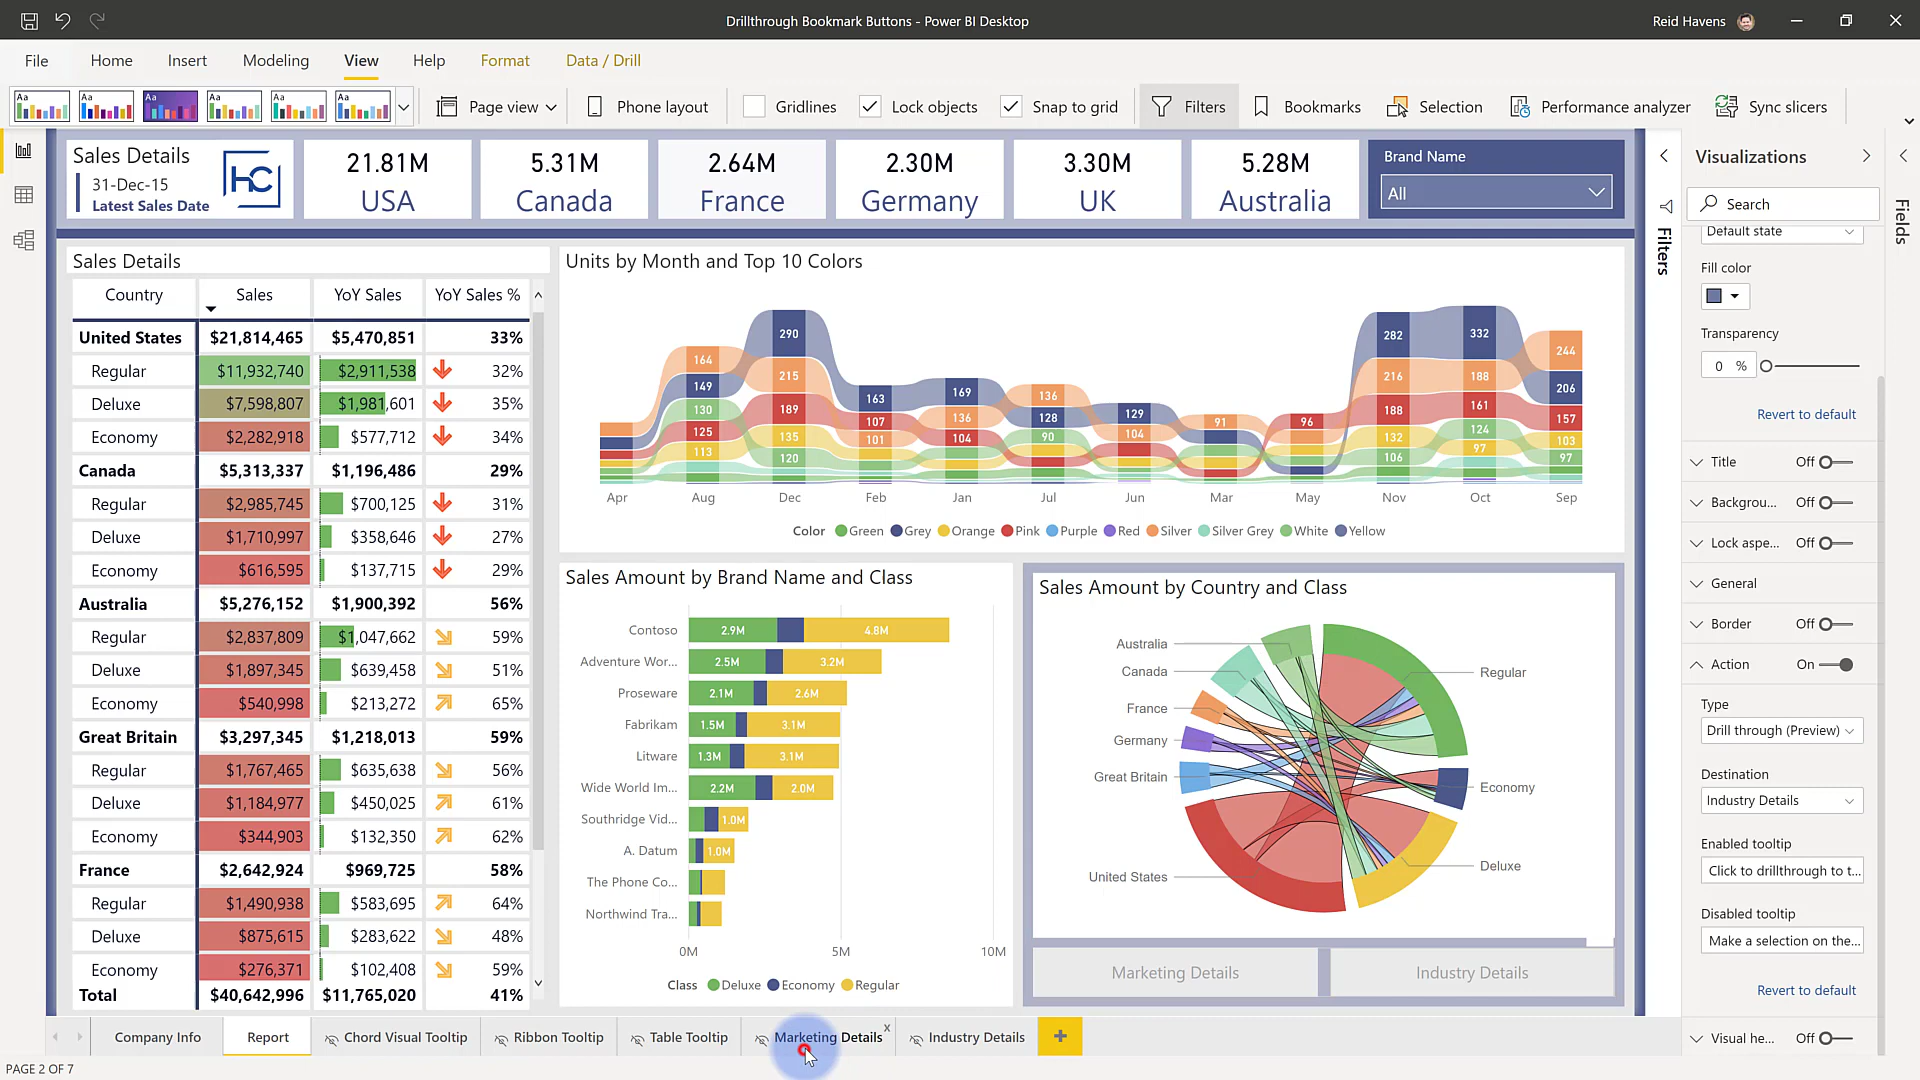 Drillthrough Bookmark Buttons - Power BI Desktop
Reid Havens
File Home Insert Modeling View Help Format Data / Drill
Aa Aa Aa Aa Aa Aa Page view Phone layout Gridlines Lock objects Snap to grid Filters Bookmarks Selection Performance analyzer Sync slicers
Sales Details
31-Dec-15
Latest Sales Date
HC
21.81M
USA
5.31M
Canada
2.64M
France
2.30M
Germany
3.30M
UK
5.28M
Australia
Brand Name
All
Sales Details
Country Sales YoY Sales YoY Sales %
United States $21,814,465 $5,470,851 33%
Regular $11,932,740 $2,911,538 32%
Deluxe $7,598,807 $1,981,601 35%
Economy $2,282,918 $577,712 34%
Canada $5,313,337 $1,196,486 29%
Regular $2,985,745 $700,125 31%
Deluxe $1,710,997 $358,646 27%
Economy $616,595 $137,715 29%
Australia $5,276,152 $1,900,392 56%
Regular $2,837,809 $1,047,662 59%
Deluxe $1,897,345 $639,458 51%
Economy $540,998 $213,272 65%
Great Britain $3,297,345 $1,218,013 59%
Regular $1,767,465 $635,638 56%
Deluxe $1,184,977 $450,025 61%
Economy $344,903 $132,350 62%
France $2,642,924 $969,725 58%
Regular $1,490,938 $583,695 64%
Deluxe $875,615 $283,622 48%
Economy $276,371 $102,408 59%
Total $40,642,996 $11,765,020 41%
Units by Month and Top 10 Colors
164 149 130 125 113
290 215 189 135 120
163 107 101
169 136 104
136 128 90
129 104
91
96
282 216 188 132 106
332 188 161 124 97
244 206 157 103 97
Apr Aug Dec Feb Jan Jul Jun Mar May Nov Oct Sep
Color Green Grey Orange Pink Purple Red Silver Silver Grey White Yellow
Sales Amount by Brand Name and Class
Contoso 2.9M 4.8M
Adventure Wor... 2.5M 3.2M
Proseware 2.1M 2.6M
Fabrikam 1.5M 3.1M
Litware 1.3M 3.1M
Wide World Im... 2.2M 2.0M
Southridge Vid... 1.0M
A. Datum 1.0M
The Phone Co...
Northwind Tra...
0M 5M 10M
Class Deluxe Economy Regular
Sales Amount by Country and Class
Australia
Canada
France
Germany
Great Britain
United States
Regular
Economy
Deluxe
Marketing Details
Industry Details
Filters
Visualizations
Search
Default state
Fill color
Transparency
0 %
Revert to default
Title Off
Backgrou... Off
Lock aspe... Off
General
Border Off
Action On
Type
Drill through (Preview)
Destination
Industry Details
Enabled tooltip
Click to drillthrough to t...
Disabled tooltip
Make a selection on the...
Revert to default
Visual he... Off
Fields
Company Info Report Chord Visual Tooltip Ribbon Tooltip Table Tooltip Marketing Details x Industry Details +
PAGE 2 OF 7